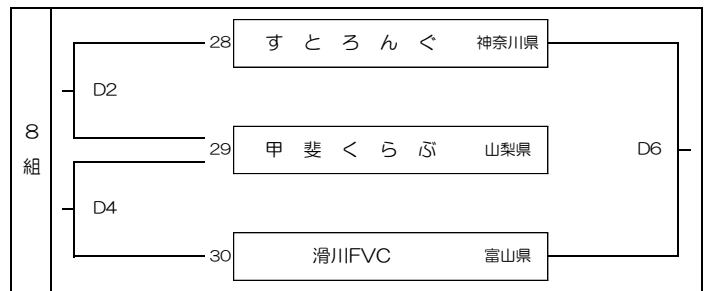 8組
28 すとろんぐ 神奈川県
D2
29 甲斐くらぶ 山梨県
D6
D4
30 滑川FVC 富山県